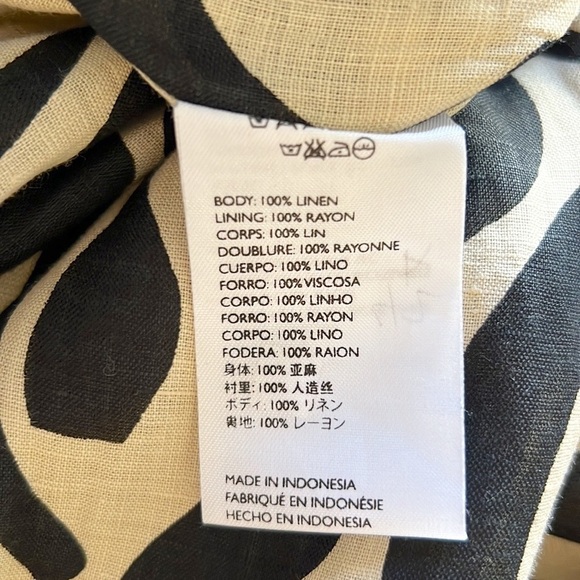 BODY: 100% LINEN
LINING: 100% RAYON
CORPS: 100% LIN
DOUBLURE: 100% RAYONNE
CUERPO: 100% LINO
FORRO: 100% VISCOSA
CORPO: 100% LINHO
FORRO: 100% RAYON
CORPO: 100% LINO
FODERA: 100% RAION
身体: 100% 亚麻
衬里: 100% 人造丝
ボディ: 100% リネン
奥地: 100% レーヨン
MADE IN INDONESIA
FABRIQUÉ EN INDONÉSIE
HECHO EN INDONESIA